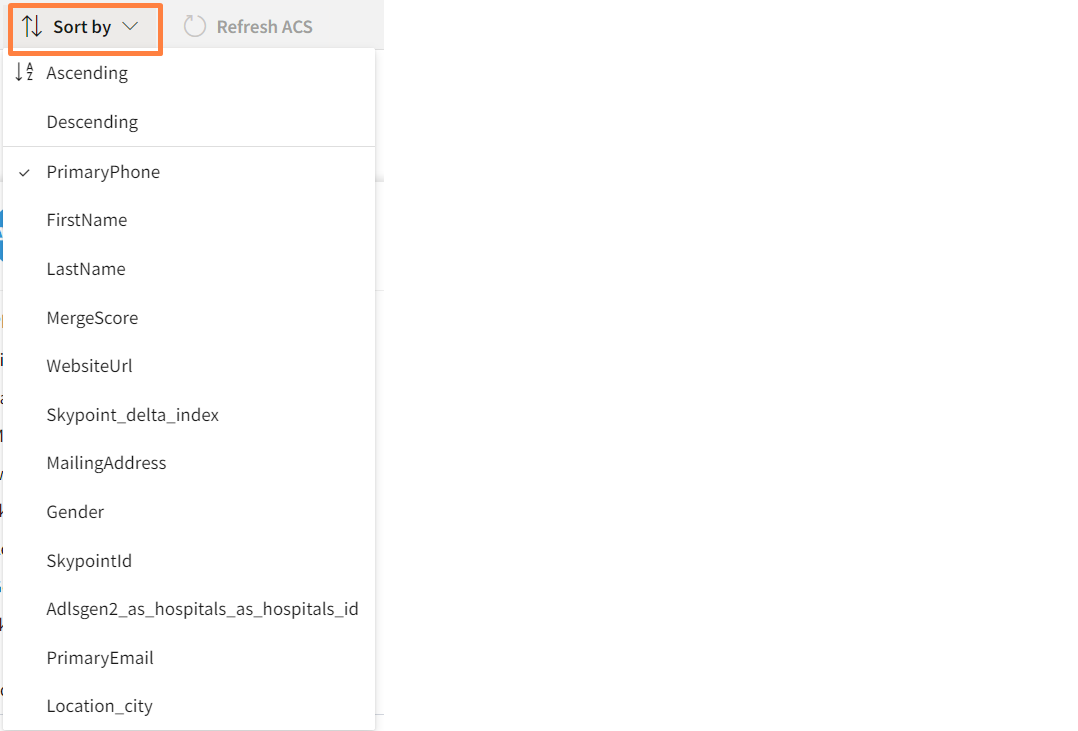 Sort by
Refresh ACS
Ascending
Descending
PrimaryPhone
FirstName
LastName
MergeScore
WebsiteUrl
Skypoint_delta_index
MailingAddress
Gender
SkypointId
Adlsgen2_as_hospitals_as_hospitals_id
PrimaryEmail
Location_city